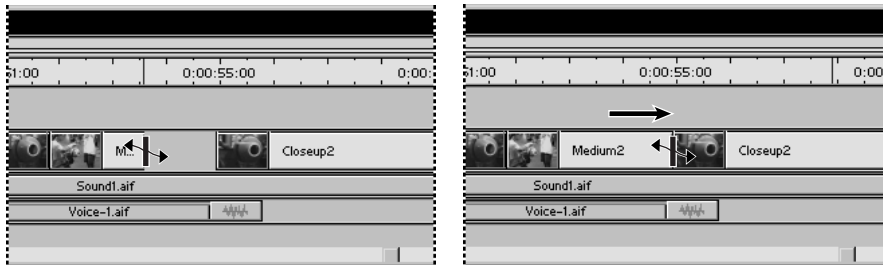 51:00 0:00:55:00 0:00:
M... Closeup2
Sound1.aif
Voice-1.aif
1:00 0:00:55:00 0:00
Medium2 Closeup2
Sound1.aif
Voice-1.aif